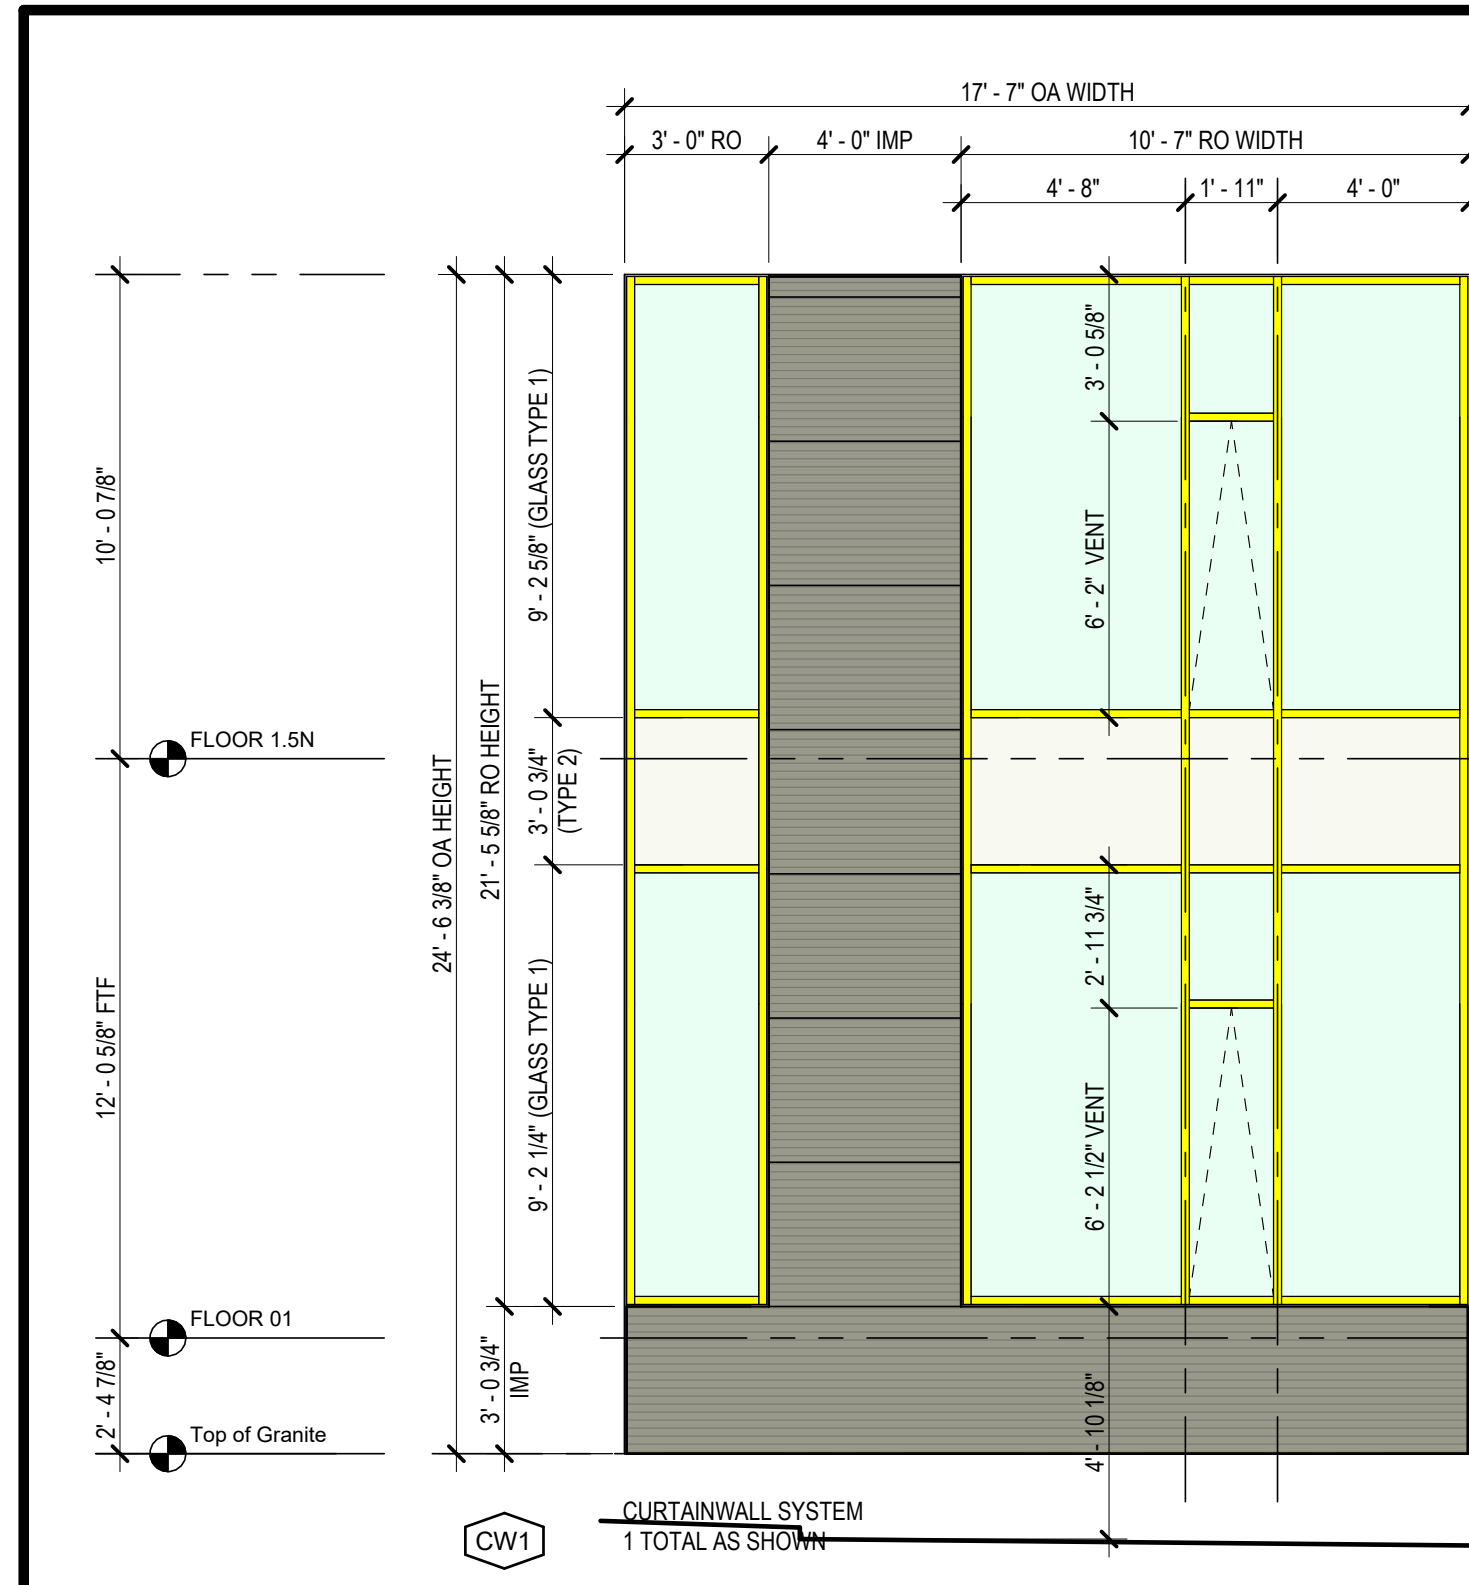 17' - 7" OA WIDTH
3' - 0" RO
4' - 0" IMP
10' - 7" RO WIDTH
4' - 8"
1' - 11"
4' - 0"
10' - 0 7/8"
12' - 0 5/8" FTF
2' - 4 7/8"
FLOOR 1.5N
FLOOR 01
Top of Granite
24' - 6 3/8" OA HEIGHT
21' - 5 5/8" RO HEIGHT
3' - 0 3/4"
IMP
9' - 2 5/8" (GLASS TYPE 1)
3' - 0 3/4"
(TYPE 2)
9' - 2 1/4" (GLASS TYPE 1)
3' - 0 5/8"
6' - 2" VENT
2' - 11 3/4"
6' - 2 1/2" VENT
4' - 10 1/8"
CW1
CURTAINWALL SYSTEM
1 TOTAL AS SHOWN